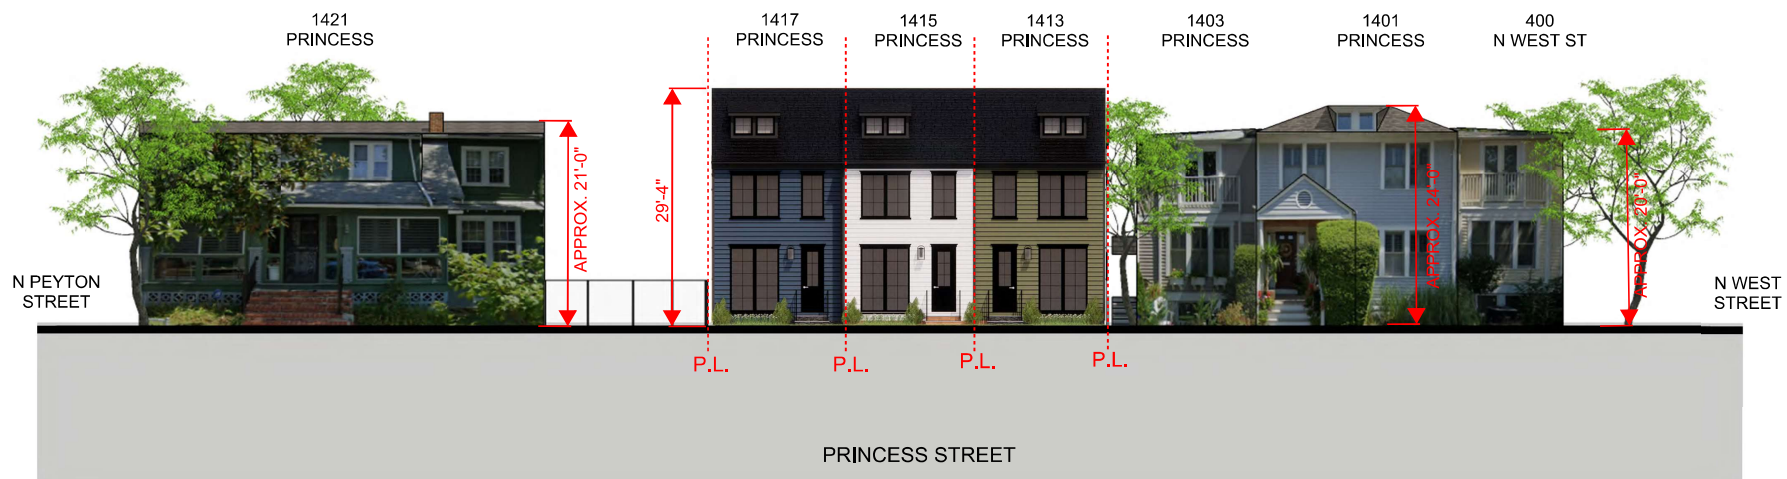 1421
PRINCESS
1417
PRINCESS
1415
PRINCESS
1413
PRINCESS
1403
PRINCESS
1401
PRINCESS
400
N WEST ST
APPROX. 21'-0"
29'-4"
APPROX. 24'-0"
APPROX 20'-0"
N PEYTON
STREET
N WEST
STREET
P.L.
P.L.
P.L.
P.L.
PRINCESS STREET